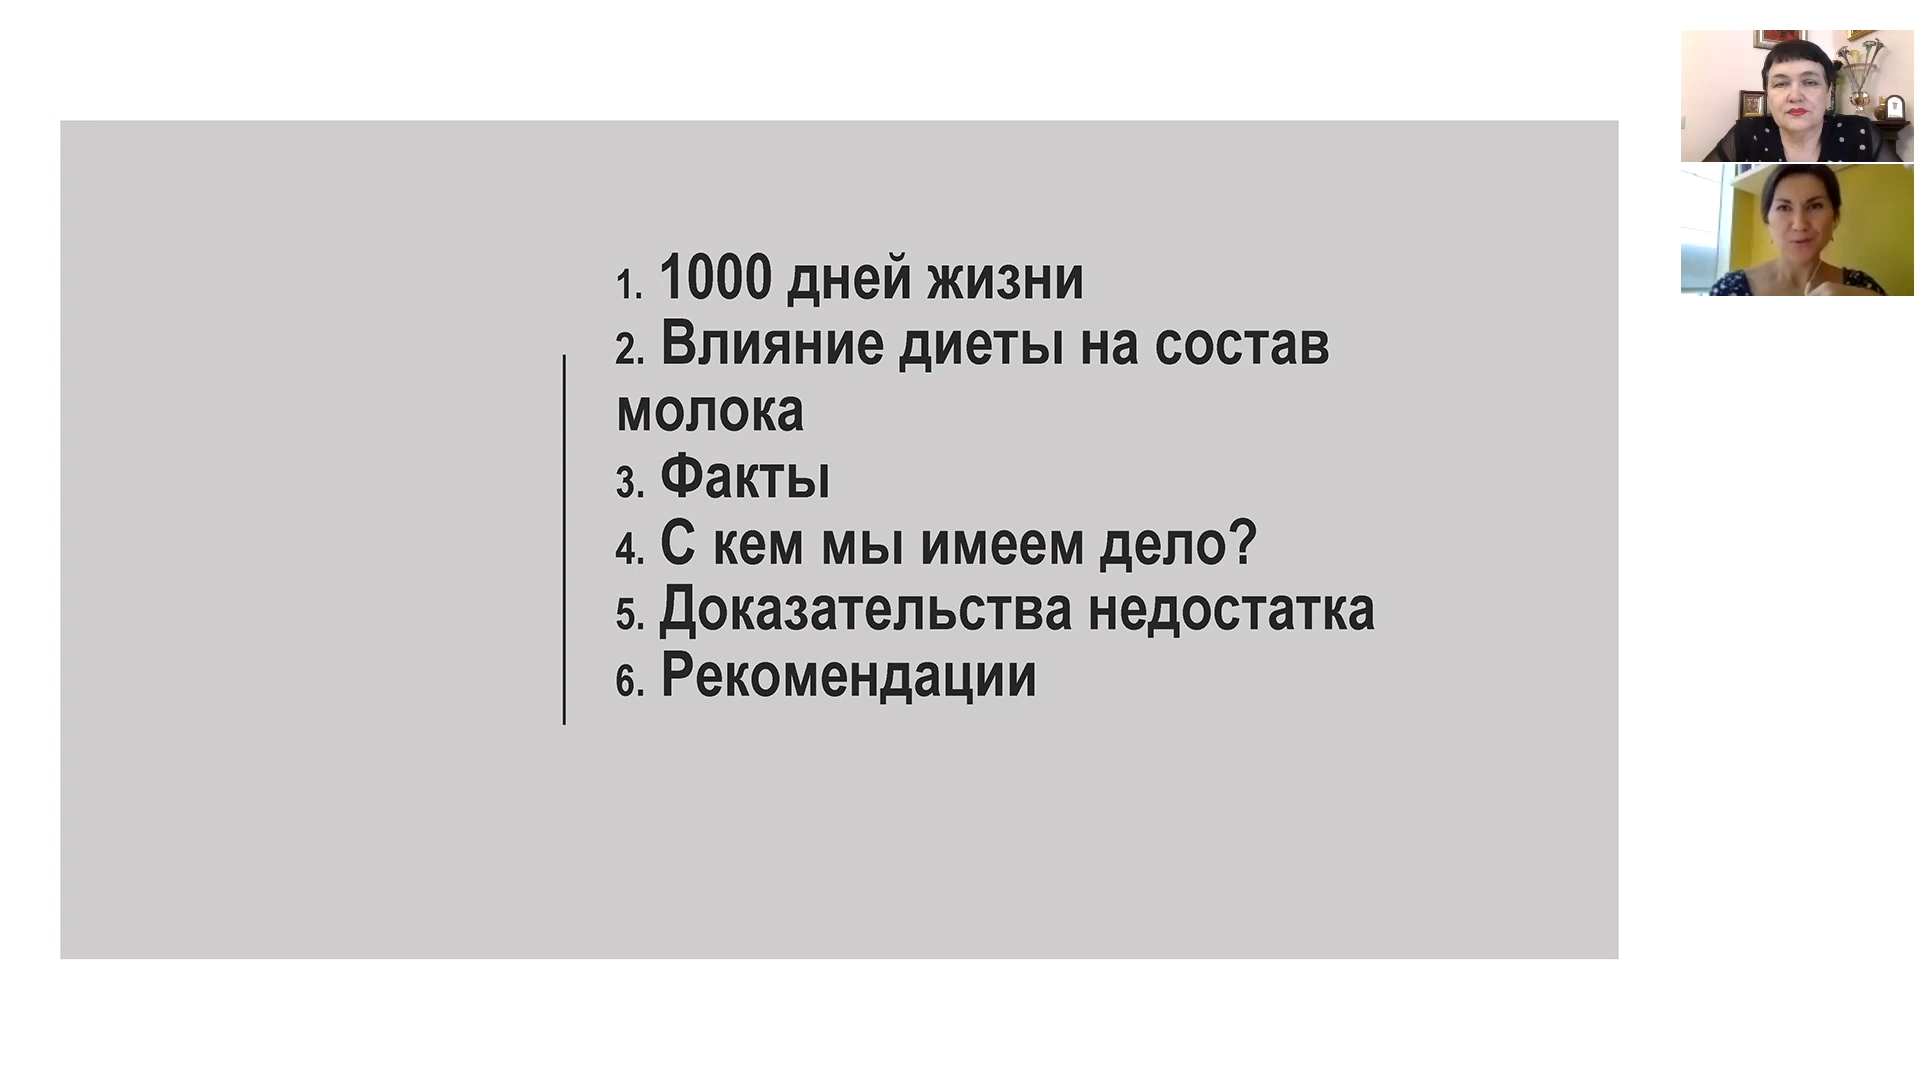 1. 1000 дней жизни
2. Влияние диеты на состав
молока
3. Факты
4. С кем мы имеем дело?
5. Доказательства недостатка
6. Рекомендации